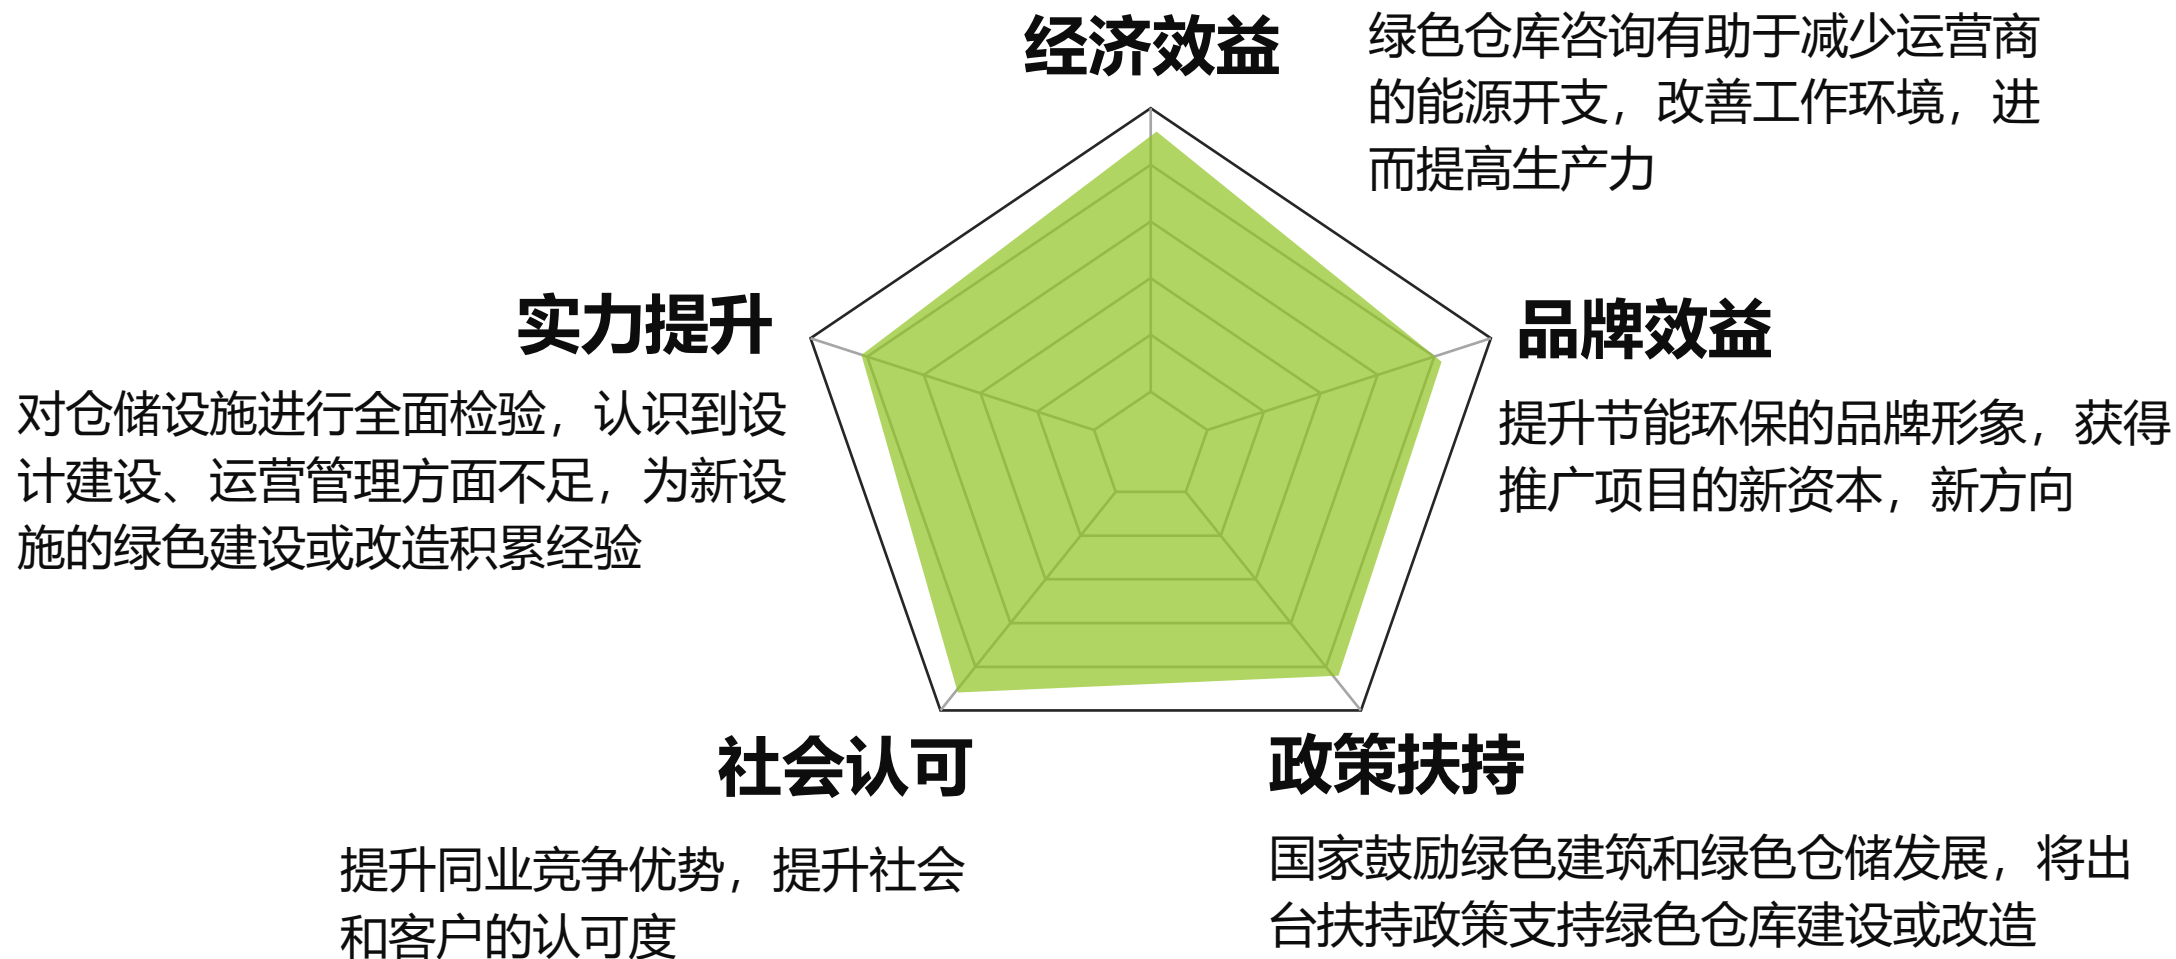 经济效益
绿色仓库咨询有助于减少运营商
的能源开支，改善工作环境，进
而提高生产力
实力提升
对仓储设施进行全面检验，认识到设
计建设、运营管理方面不足，为新设
施的绿色建设或改造积累经验
品牌效益
提升节能环保的品牌形象，获得
推广项目的新资本，新方向
社会认可
提升同业竞争优势，提升社会
和客户的认可度
政策扶持
国家鼓励绿色建筑和绿色仓储发展，将出
台扶持政策支持绿色仓库建设或改造